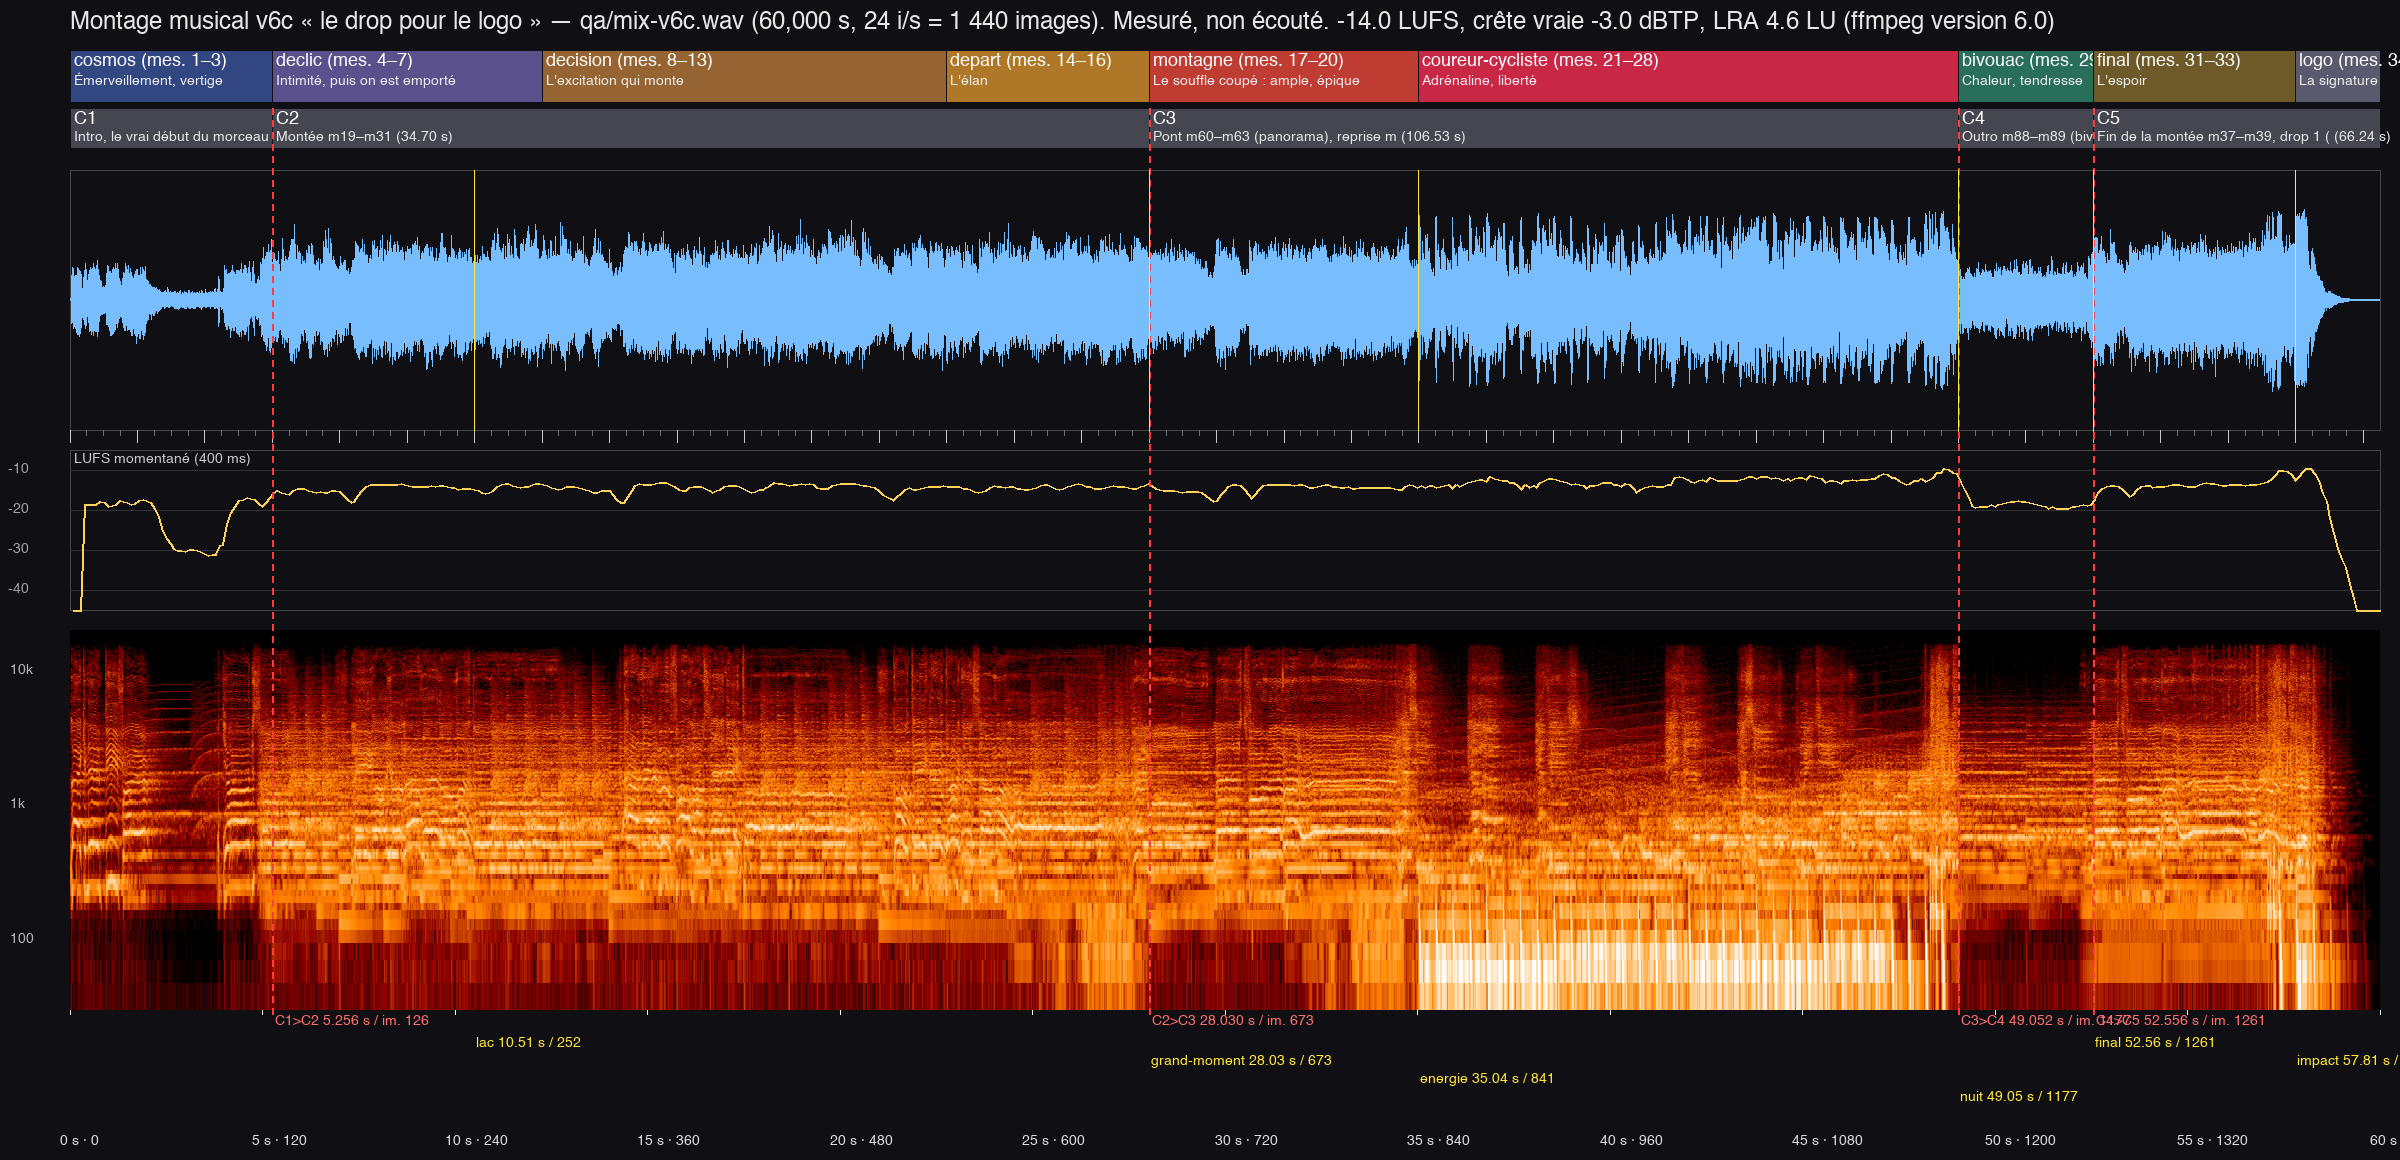 Montage musical v6c « le drop pour le logo » — qa/mix-v6c.wav (60,000 s, 24 i/s = 1 440 images). Mesuré, non écouté. -14.0 LUFS, crête vraie -3.0 dBTP, LRA 4.6 LU (ffmpeg version 6.0)
cosmos (mes. 1–3)
Émerveillement, vertige
declic (mes. 4–7)
Intimité, puis on est emporté
decision (mes. 8–13)
L'excitation qui monte
depart (mes. 14–16)
L'élan
montagne (mes. 17–20)
Le souffle coupé : ample, épique
coureur-cycliste (mes. 21–28)
Adrénaline, liberté
bivouac (mes. 29
Chaleur, tendresse
final (mes. 31–33)
L'espoir
logo (mes. 34
La signature
C1
Intro, le vrai début du morceau
C2
Montée m19–m31 (34.70 s)
C3
Pont m60–m63 (panorama), reprise m (106.53 s)
C4
Outro m88–m89 (biv
C5
Fin de la montée m37–m39, drop 1 ( (66.24 s)
LUFS momentané (400 ms)
-10
-20
-30
-40
10k
1k
100
C1>C2 5.256 s / im. 126
C2>C3 28.030 s / im. 673
C3>C4 49.052 s / im.
C5 52.556 s / im. 1261
lac 10.51 s / 252
final 52.56 s / 1261
grand-moment 28.03 s / 673
impact 57.81 s /
energie 35.04 s / 841
nuit 49.05 s / 1177
0 s · 0
5 s · 120
10 s · 240
15 s · 360
20 s · 480
25 s · 600
30 s · 720
35 s · 840
40 s · 960
45 s · 1080
50 s · 1200
55 s · 1320
60 s